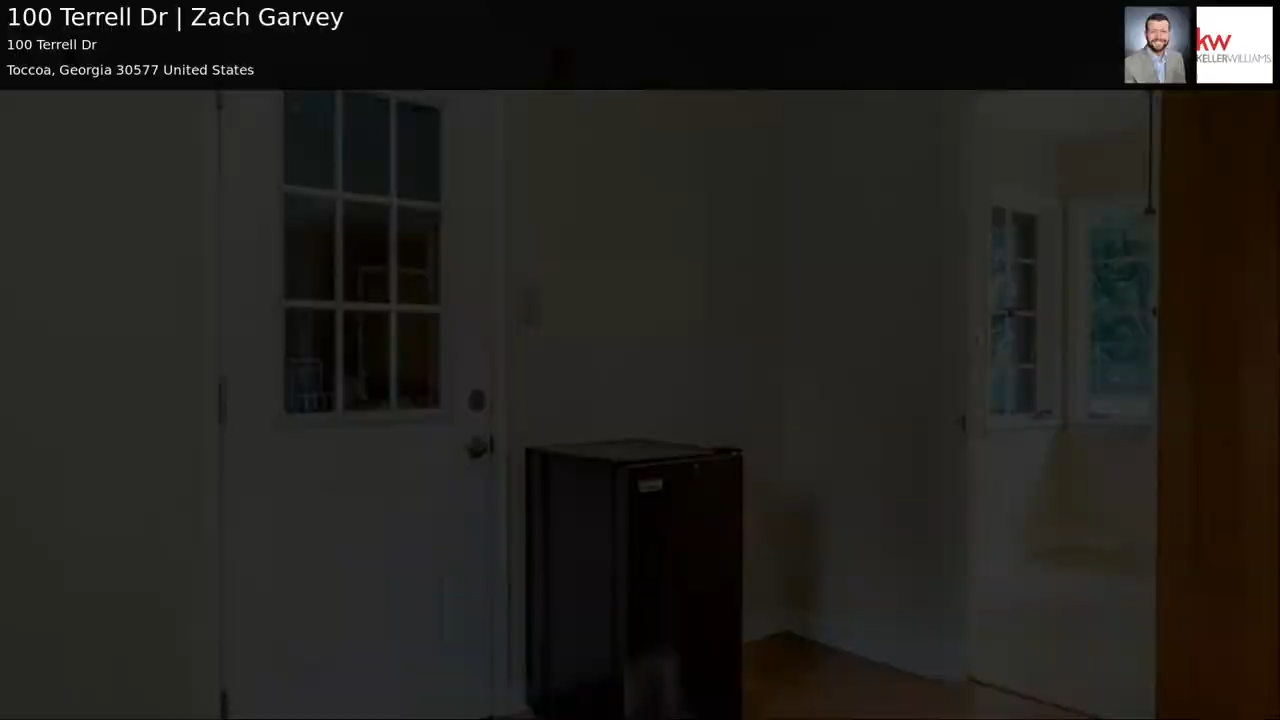 100 Terrell Dr | Zach Garvey
100 Terrell Dr
Toccoa, Georgia 30577 United States
kw
KELLERWILLIAMS